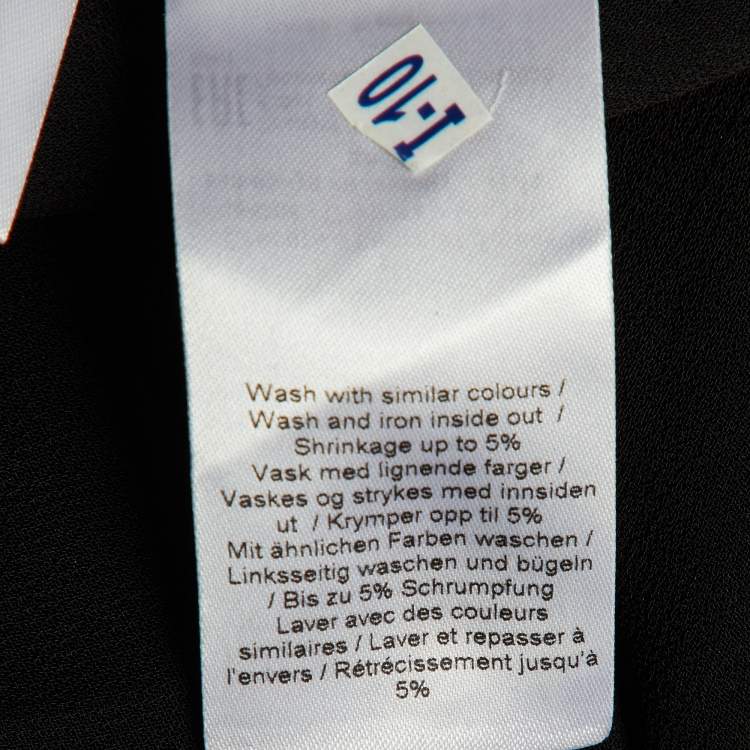 I-10
Wash with similar colours /
Wash and iron inside out /
Shrinkage up to 5%
Vask med lignende farger /
Vaskes og strykes med innsiden
ut / Krymper opp til 5%
Mit ähnlichen Farben waschen /
Linksseitig waschen und bügeln
/ Bis zu 5% Schrumpfung
Laver avec des couleurs
similaires / Laver et repasser à
l'envers / Rétrécissement jusqu'à
5%